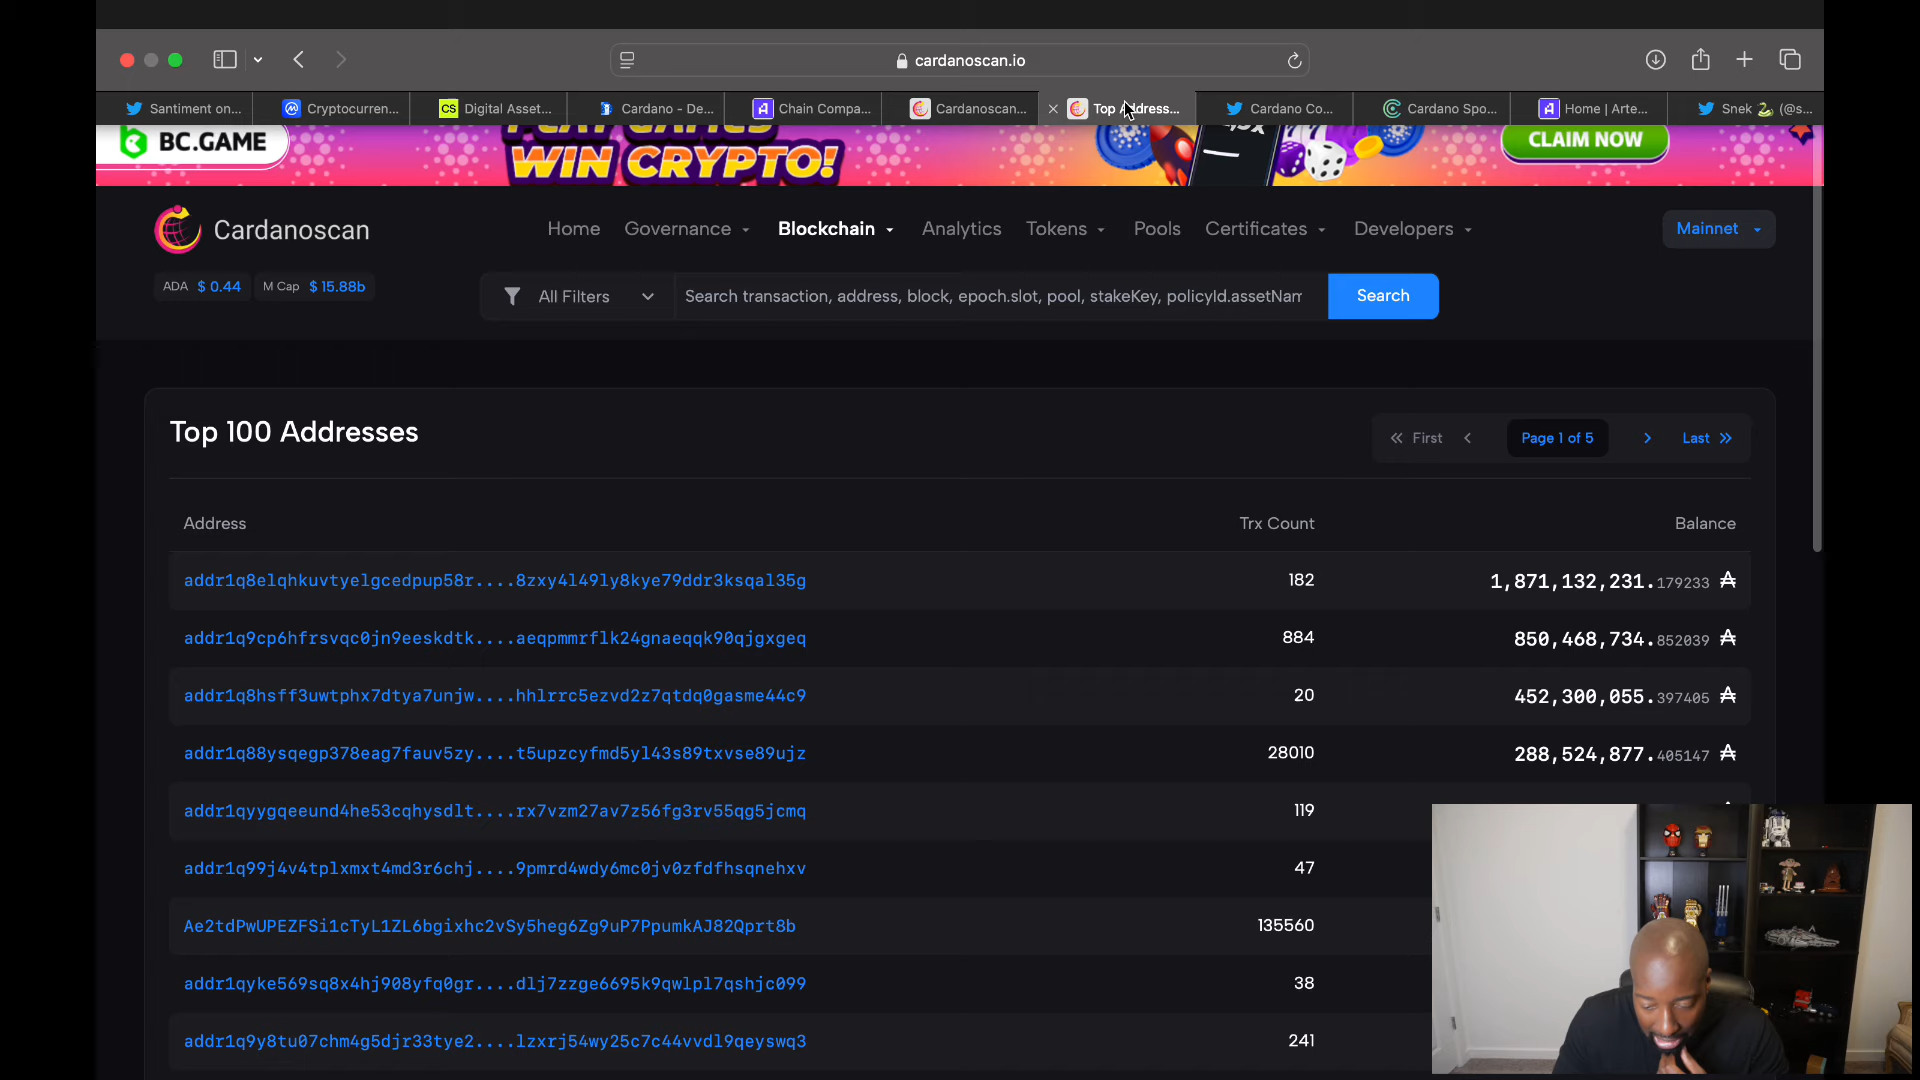 cardanoscan.io
Santiment on...
Cryptocurren...
CS Digital Asset...
Cardano - De...
Chain Compa...
Cardanoscan...
Top Address...
Cardano Co...
Cardano Spo...
Home | Arte...
Snek 🐍 (@s...
BC.GAME
PLAY GAMES
WIN CRYPTO!
CLAIM NOW
Cardanoscan
Home Governance Blockchain Analytics Tokens Pools Certificates Developers
Mainnet
ADA $ 0.44 M Cap $ 15.88b
All Filters
Search transaction, address, block, epoch.slot, pool, stakeKey, policyId.assetNam
Search
Top 100 Addresses
First Page 1 of 5 Last
Address Trx Count Balance
addr1q8elqhkuvtyelgcedpup58r....8zxy4l49ly8kye79ddr3ksqal35g 182 1,871,132,231.179233 ₳
addr1q9cp6hfrsvqc0jn9eeskdtk....aeqpmmrflk24gnaeqqk90qjgxgeq 884 850,468,734.852039 ₳
addr1q8hsff3uwtphx7dtya7unjw....hhlrrc5ezvd2z7qtdq0gasme44c9 20 452,300,055.397405 ₳
addr1q88ysqegp378eag7fauv5zy....t5upzcyfmd5yl43s89txvse89ujz 28010 288,524,877.405147 ₳
addr1qyygqeeund4he53cqhysdlt....rx7vzm27av7z56fg3rv55qg5jcmq 119
addr1q99j4v4tplxmxt4md3r6chj....9pmrd4wdy6mc0jv0zfdfhsqnehxv 47
Ae2tdPwUPEZFSi1cTyL1ZL6bgixhc2vSy5heg6Zg9uP7PpumkAJ82Qprt8b 135560
addr1qyke569sq8x4hj908yfq0gr....dlj7zzge6695k9qwlpl7qshjc099 38
addr1q9y8tu07chm4g5djr33tye2....lzxrj54wy25c7c44vvdl9qeyswq3 241